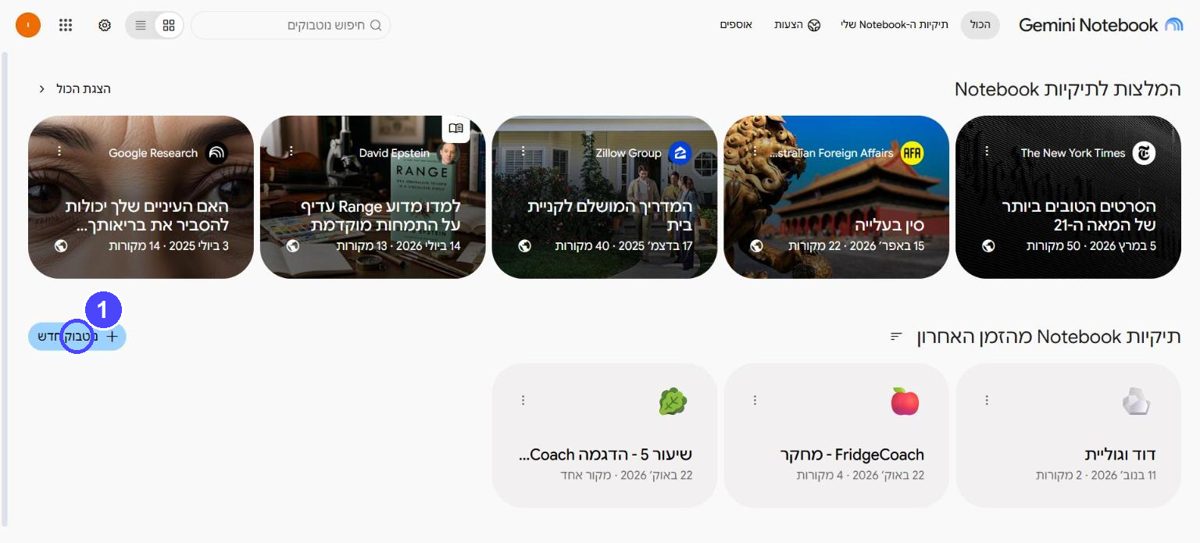 Gemini Notebook
הכול
תיקיות ה-Notebook שלי
הצעות
אוספים
חיפוש נוטבוקים
המלצות לתיקיות Notebook
הצגת הכול
The New York Times
הסרטים הטובים ביותר
של המאה ה-21
5 במרץ 2026 · 50 מקורות
AFA
...stralian Foreign Affairs
סין בעלייה
15 באפר׳ 2026 · 22 מקורות
Zillow Group
המדריך המושלם לקניית
בית
17 בדצמ׳ 2025 · 40 מקורות
David Epstein
RANGE
למדו מדוע Range עדיף
על התמחות מוקדמת
14 ביולי 2026 · 13 מקורות
Google Research
האם העיניים שלך יכולות
להסביר את בריאותך...
3 ביולי 2025 · 14 מקורות
תיקיות Notebook מהזמן האחרון
1
נוטבוק חדש
דוד וגוליית
11 בנוב׳ 2026 · 2 מקורות
FridgeCoach - מחקר
22 באוק׳ 2026 · 4 מקורות
שיעור 5 - הדגמה Coach...
22 באוק׳ 2026 · מקור אחד